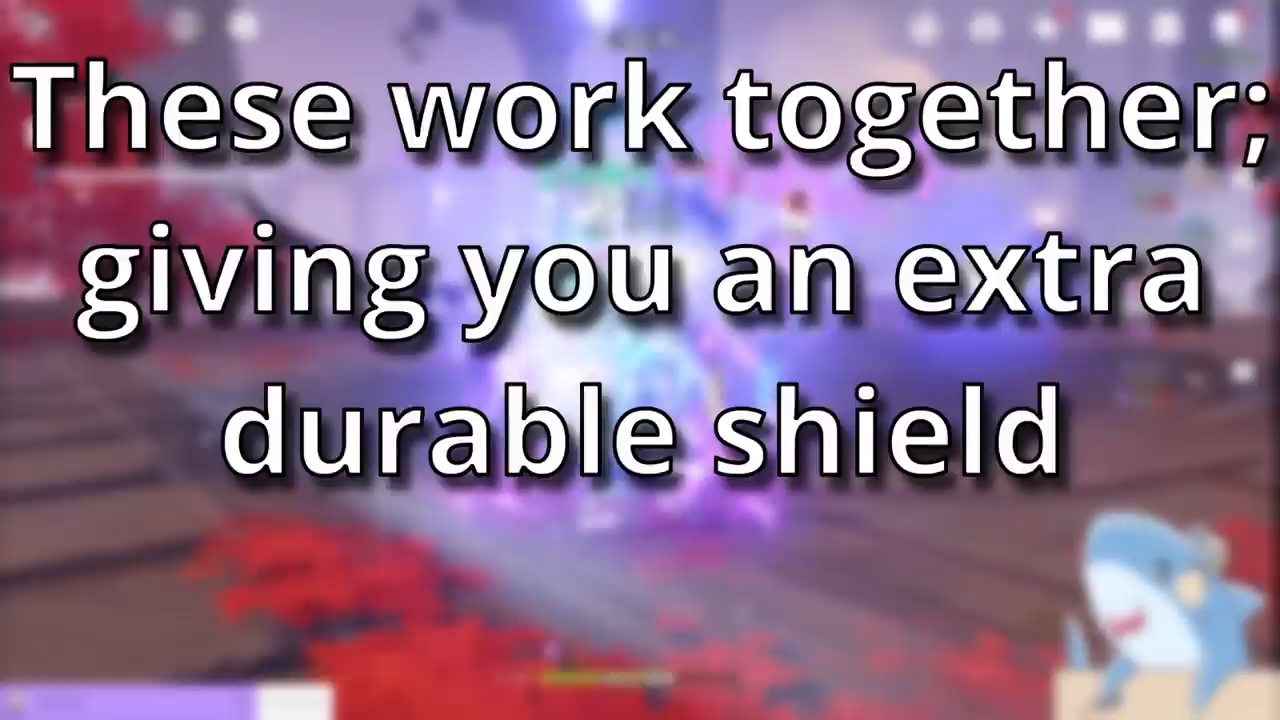 These work together;
giving you an extra
durable shield